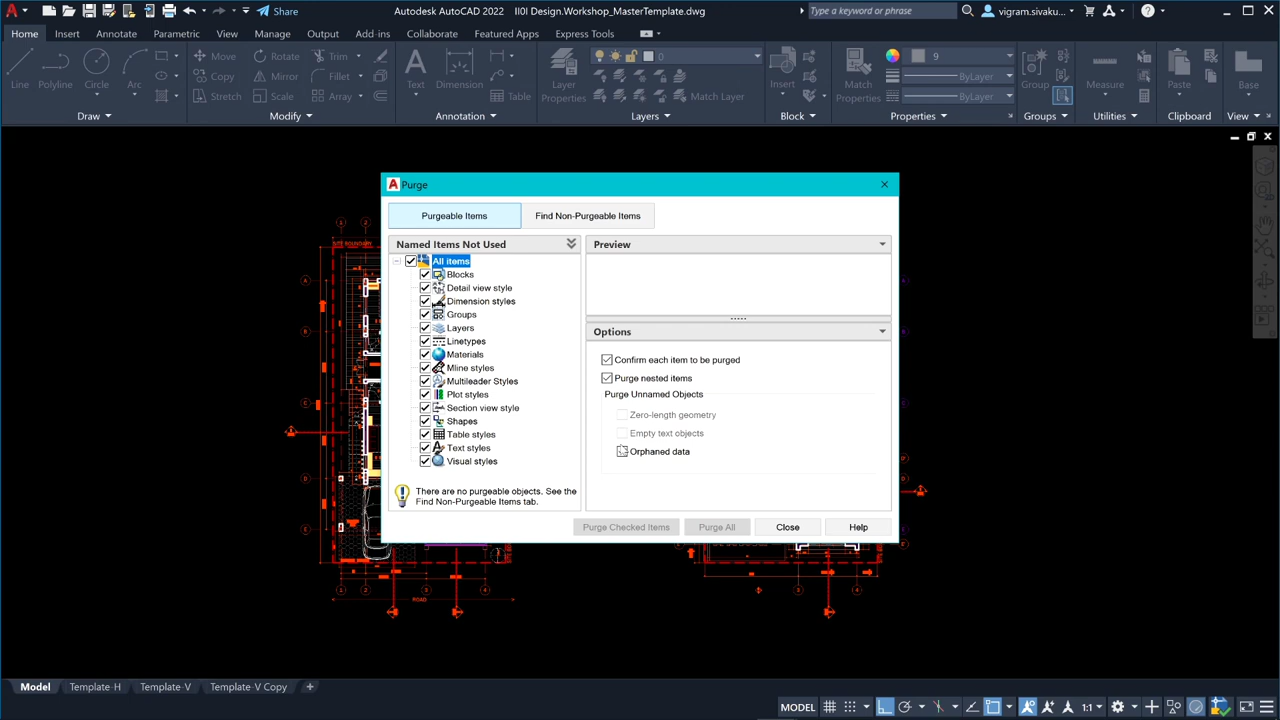 Share
Autodesk AutoCAD 2022 II0I Design.Workshop_MasterTemplate.dwg
Type a keyword or phrase
vigram.sivaku...
Home Insert Annotate Parametric View Manage Output Add-ins Collaborate Featured Apps Express Tools
Line
Polyline
Circle
Arc
Move
Copy
Stretch
Rotate
Mirror
Scale
Trim
Fillet
Array
Text
Dimension
Table
Layer
Properties
0
Match Layer
Insert
Match
Properties
9
ByLayer
ByLayer
Group
Measure
Paste
Base
Draw Modify Annotation Layers Block Properties Groups Utilities Clipboard View
Purge
Purgeable Items
Find Non-Purgeable Items
Named Items Not Used
All items
Blocks
Detail view style
Dimension styles
Groups
Layers
Linetypes
Materials
Mline styles
Multileader Styles
Plot styles
Section view style
Shapes
Table styles
Text styles
Visual styles
There are no purgeable objects. See the
Find Non-Purgeable Items tab.
Preview
Options
Confirm each item to be purged
Purge nested items
Purge Unnamed Objects
Zero-length geometry
Empty text objects
Orphaned data
Purge Checked Items
Purge All
Close
Help
ROAD
Model Template-H Template-V Template-V Copy +
MODEL
1:1